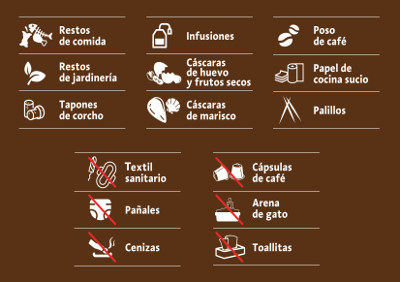 Restos
de comida
Infusiones
Poso
de café
Restos
de jardinería
Cáscaras
de huevo
y frutos secos
Papel de
cocina sucio
Tapones
de corcho
Cáscaras
de marisco
Palillos
Textil
sanitario
Cápsulas
de café
Pañales
Arena
de gato
Cenizas
Toallitas